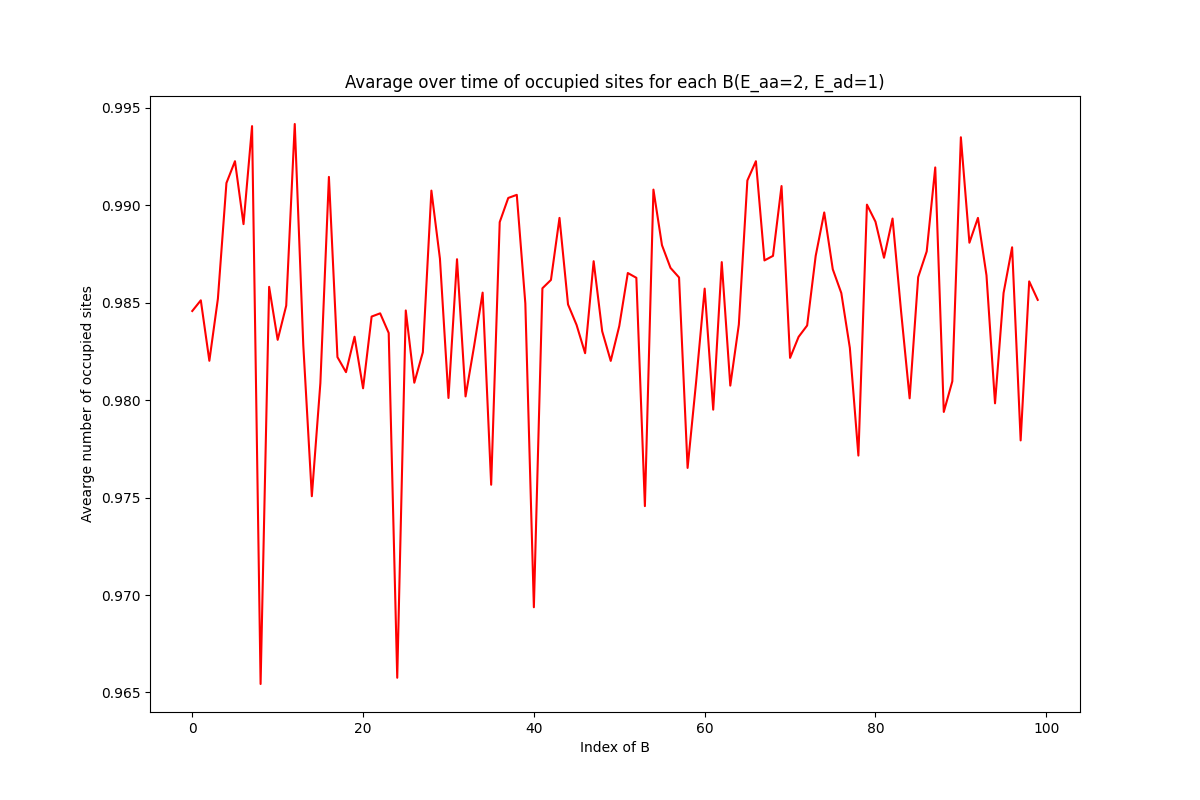 Avarage over time of occupied sites for each B(E_aa=2, E_ad=1)
0.995
0.990
0.985
0.980
0.975
0.970
0.965
Avearge number of occupied sites
0 20 40 60 80 100
Index of B